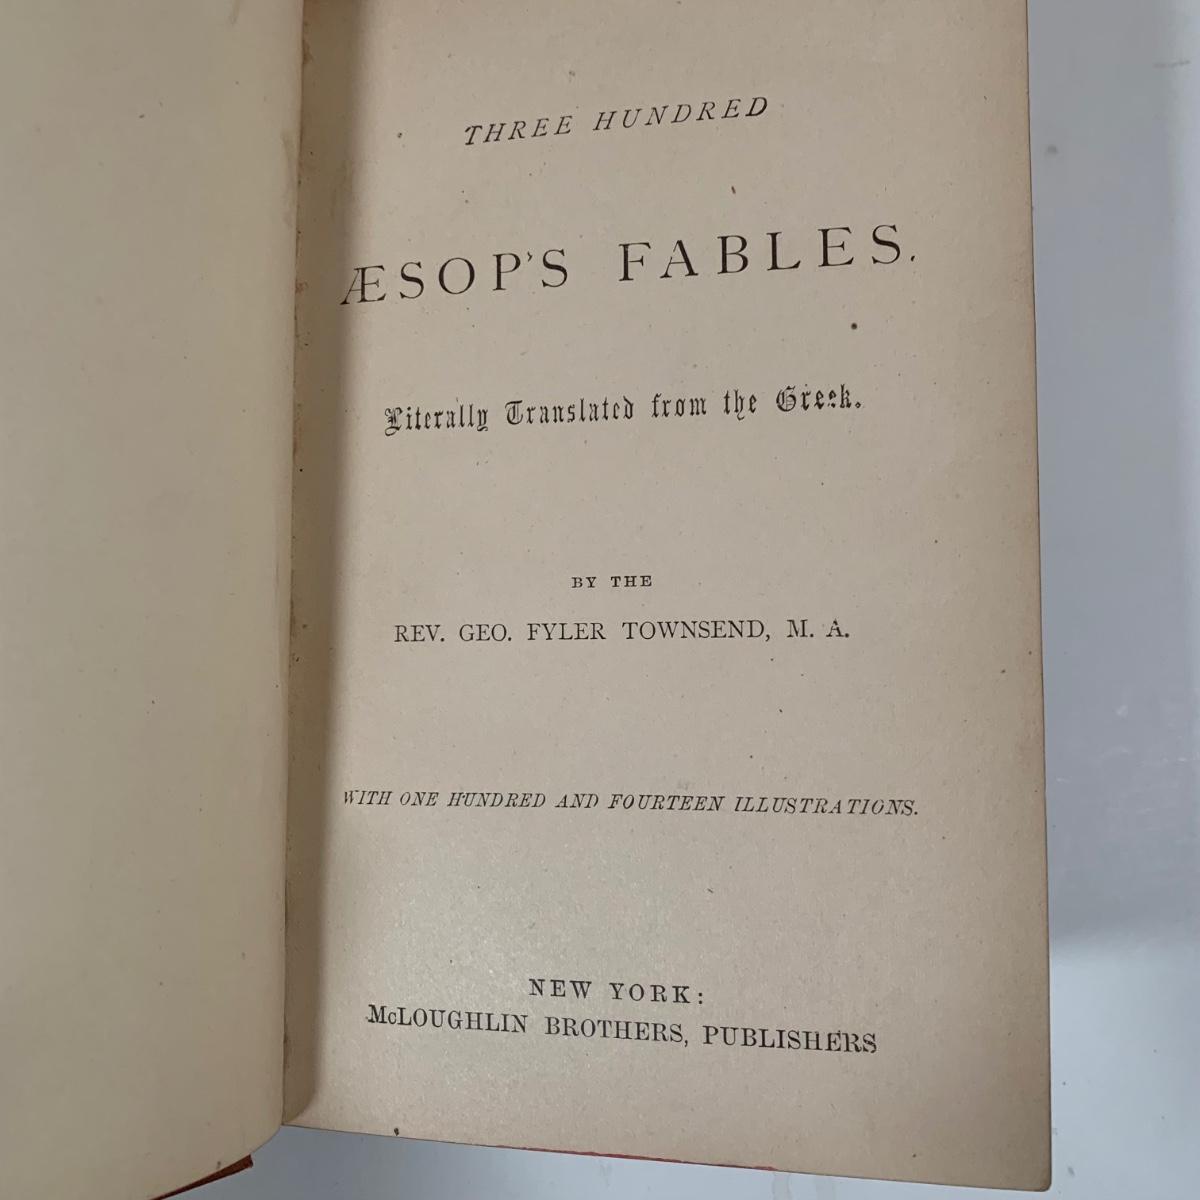 THREE HUNDRED
ÆSOP'S FABLES.
Literally Translated from the Greek.
BY THE
REV. GEO. FYLER TOWNSEND, M. A.
WITH ONE HUNDRED AND FOURTEEN ILLUSTRATIONS.
NEW YORK:
McLOUGHLIN BROTHERS, PUBLISHERS